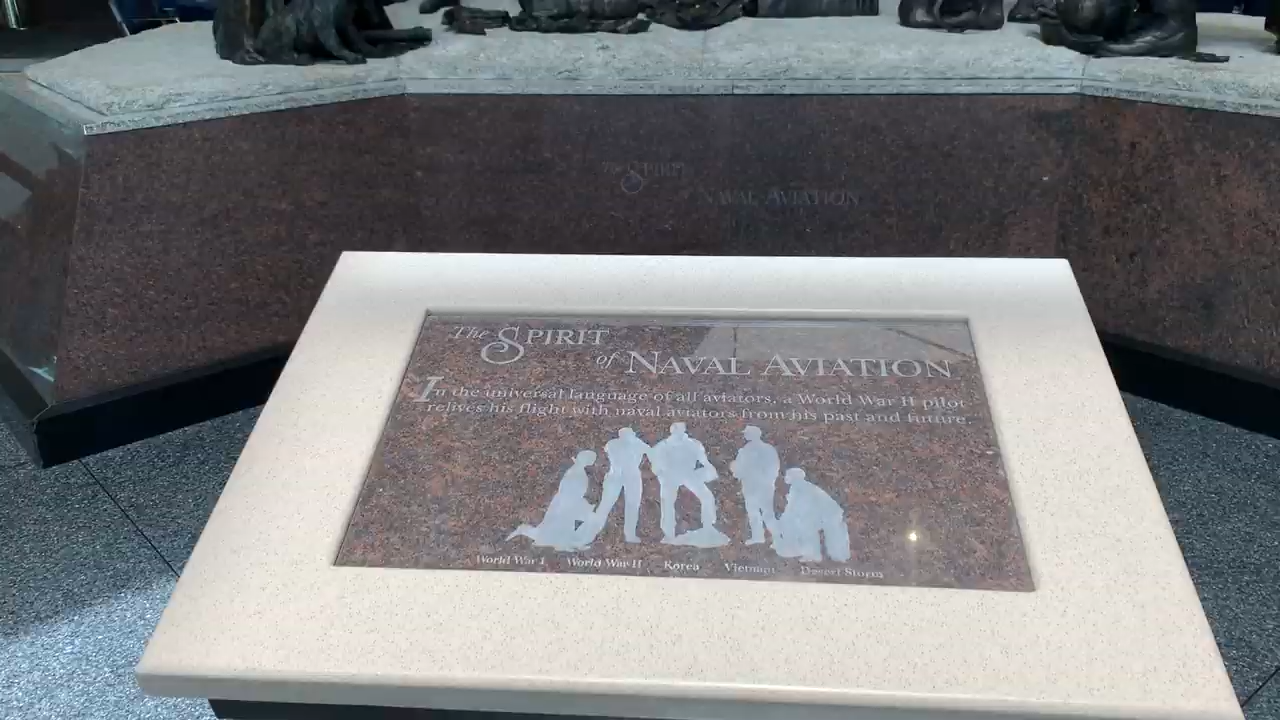 The SPIRIT
NAVAL AVIATION
The SPIRIT
of NAVAL AVIATION
In the universal language of all aviators, a World War II pilot
relives his flight with naval aviators from his past and future.
World War I World War II Korea Vietnam Desert Storm